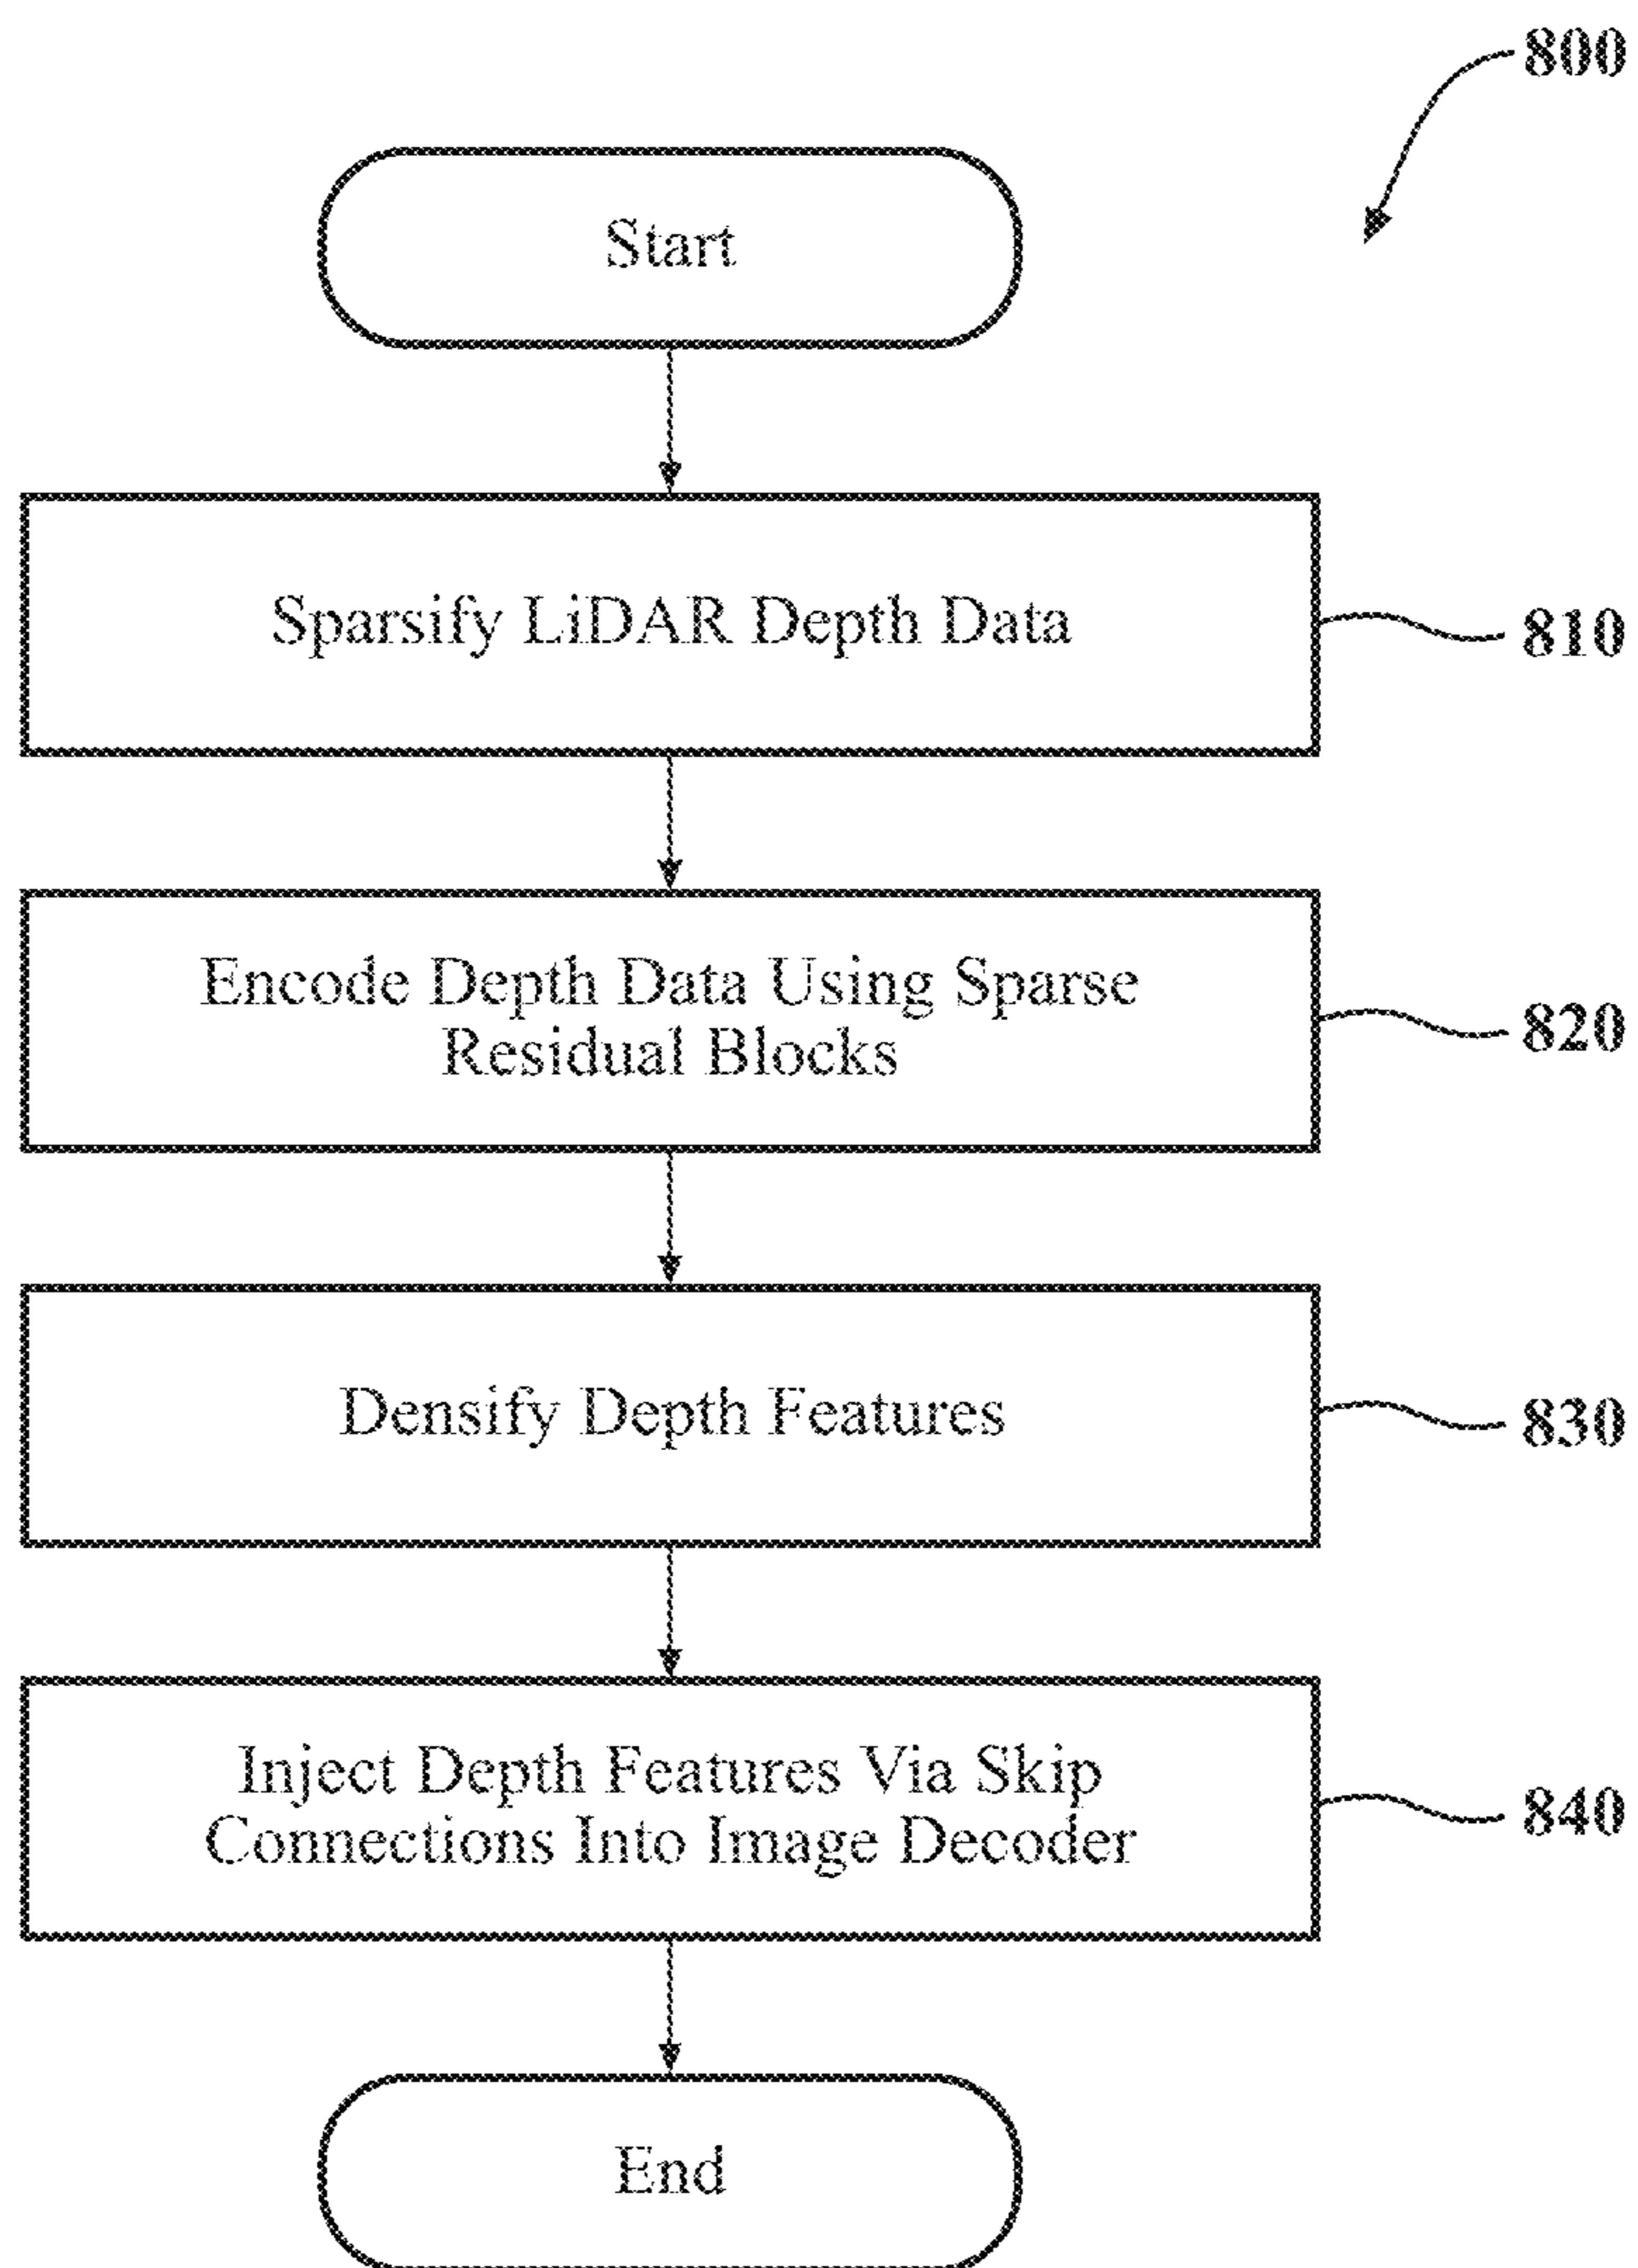 800
Start
Sparsify LiDAR Depth Data
810
Encode Depth Data Using Sparse
Residual Blocks
820
Densify Depth Features
830
Inject Depth Features Via Skip
Connections Into Image Decoder
840
End